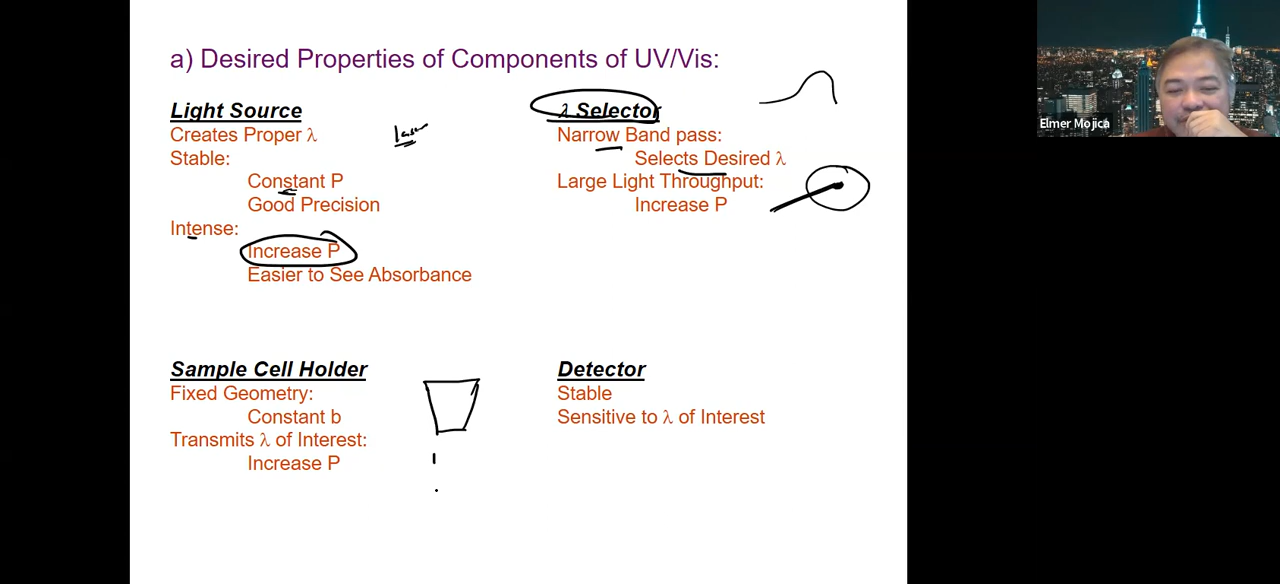 a) Desired Properties of Components of UV/Vis:
Light Source
Creates Proper λ
Stable:
Constant P
Good Precision
Intense:
Increase P
Easier to See Absorbance
laser
λ Selector
Narrow Band pass:
Selects Desired λ
Large Light Throughput:
Increase P
Sample Cell Holder
Fixed Geometry:
Constant b
Transmits λ of Interest:
Increase P
Detector
Stable
Sensitive to λ of Interest
Elmer Mojica